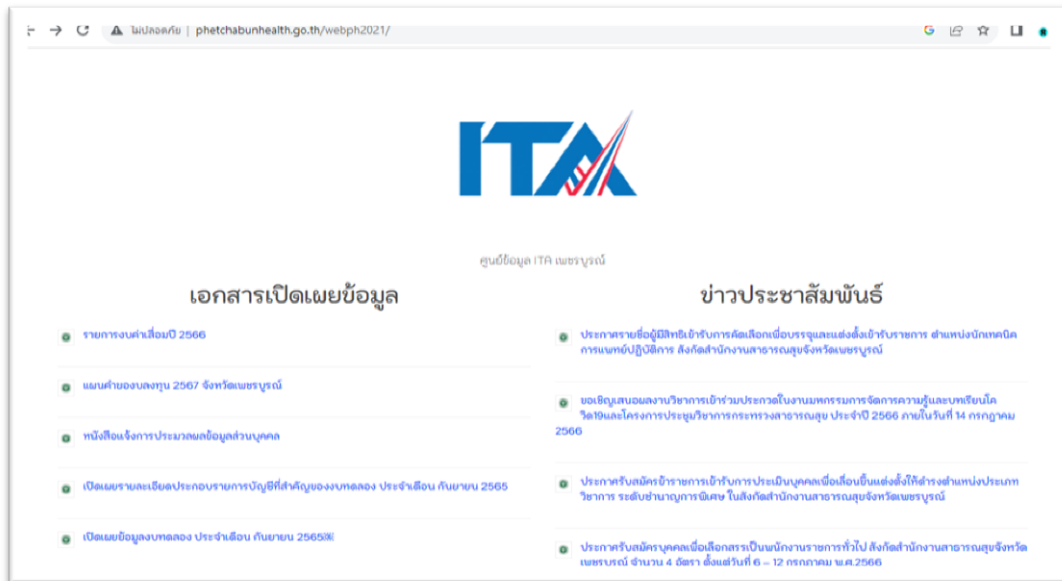 ไม่ปลอดภัย | phetchabunhealth.go.th/webph2021/
ITA
ศูนย์ข้อมูล ITA เพชรบูรณ์
เอกสารเปิดเผยข้อมูล
รายการงบค่าเสื่อมปี 2566
แผนคำของบลงทุน 2567 จังหวัดเพชรบูรณ์
หนังสือแจ้งการประมวลผลข้อมูลส่วนบุคคล
เปิดเผยรายละเอียดประกอบรายการบัญชีที่สำคัญของงบทดลอง ประจำเดือน กันยายน 2565
เปิดเผยข้อมูลงบทดลอง ประจำเดือน กันยายน 2565
ข่าวประชาสัมพันธ์
ประกาศรายชื่อผู้มีสิทธิเข้ารับการคัดเลือกเพื่อบรรจุและแต่งตั้งเข้ารับราชการ ตำแหน่งนักเทคนิค
การแพทย์ปฏิบัติการ สังกัดสำนักงานสาธารณสุขจังหวัดเพชรบูรณ์
ขอเชิญเสนอผลงานวิชาการเข้าร่วมประกวดในงานมหกรรมการจัดการความรู้และบทเรียนโค
วิด19และโครงการประชุมวิชาการกระทรวงสาธารณสุข ประจำปี 2566 ภายในวันที่ 14 กรกฎาคม
2566
ประกาศรับสมัครข้าราชการเข้ารับการประเมินบุคคลเพื่อเลื่อนขึ้นแต่งตั้งให้ดำรงตำแหน่งประเภท
วิชาการ ระดับชำนาญการพิเศษ ในสังกัดสำนักงานสาธารณสุขจังหวัดเพชรบูรณ์
ประกาศรับสมัครบุคคลเพื่อเลือกสรรเป็นพนักงานราชการทั่วไป สังกัดสำนักงานสาธารณสุขจังหวัด
เพชรบูรณ์ จำนวน 4 อัตรา ตั้งแต่วันที่ 6 – 12 กรกฎาคม พ.ศ.2566